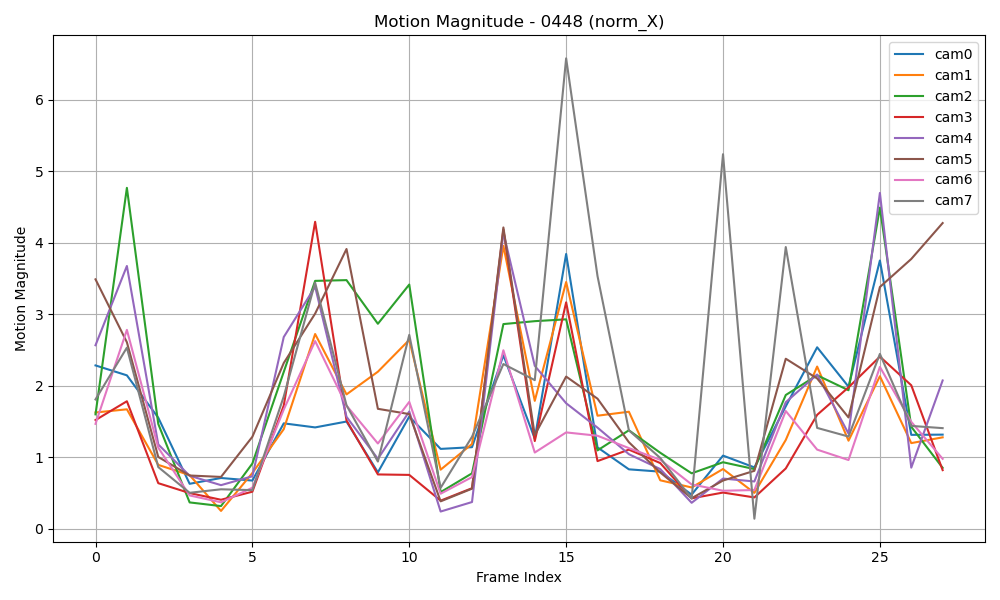 Motion Magnitude - 0448 (norm_X)
cam0
cam1
cam2
cam3
cam4
cam5
cam6
cam7
Motion Magnitude
6
5
4
3
2
1
0
0 5 10 15 20 25
Frame Index